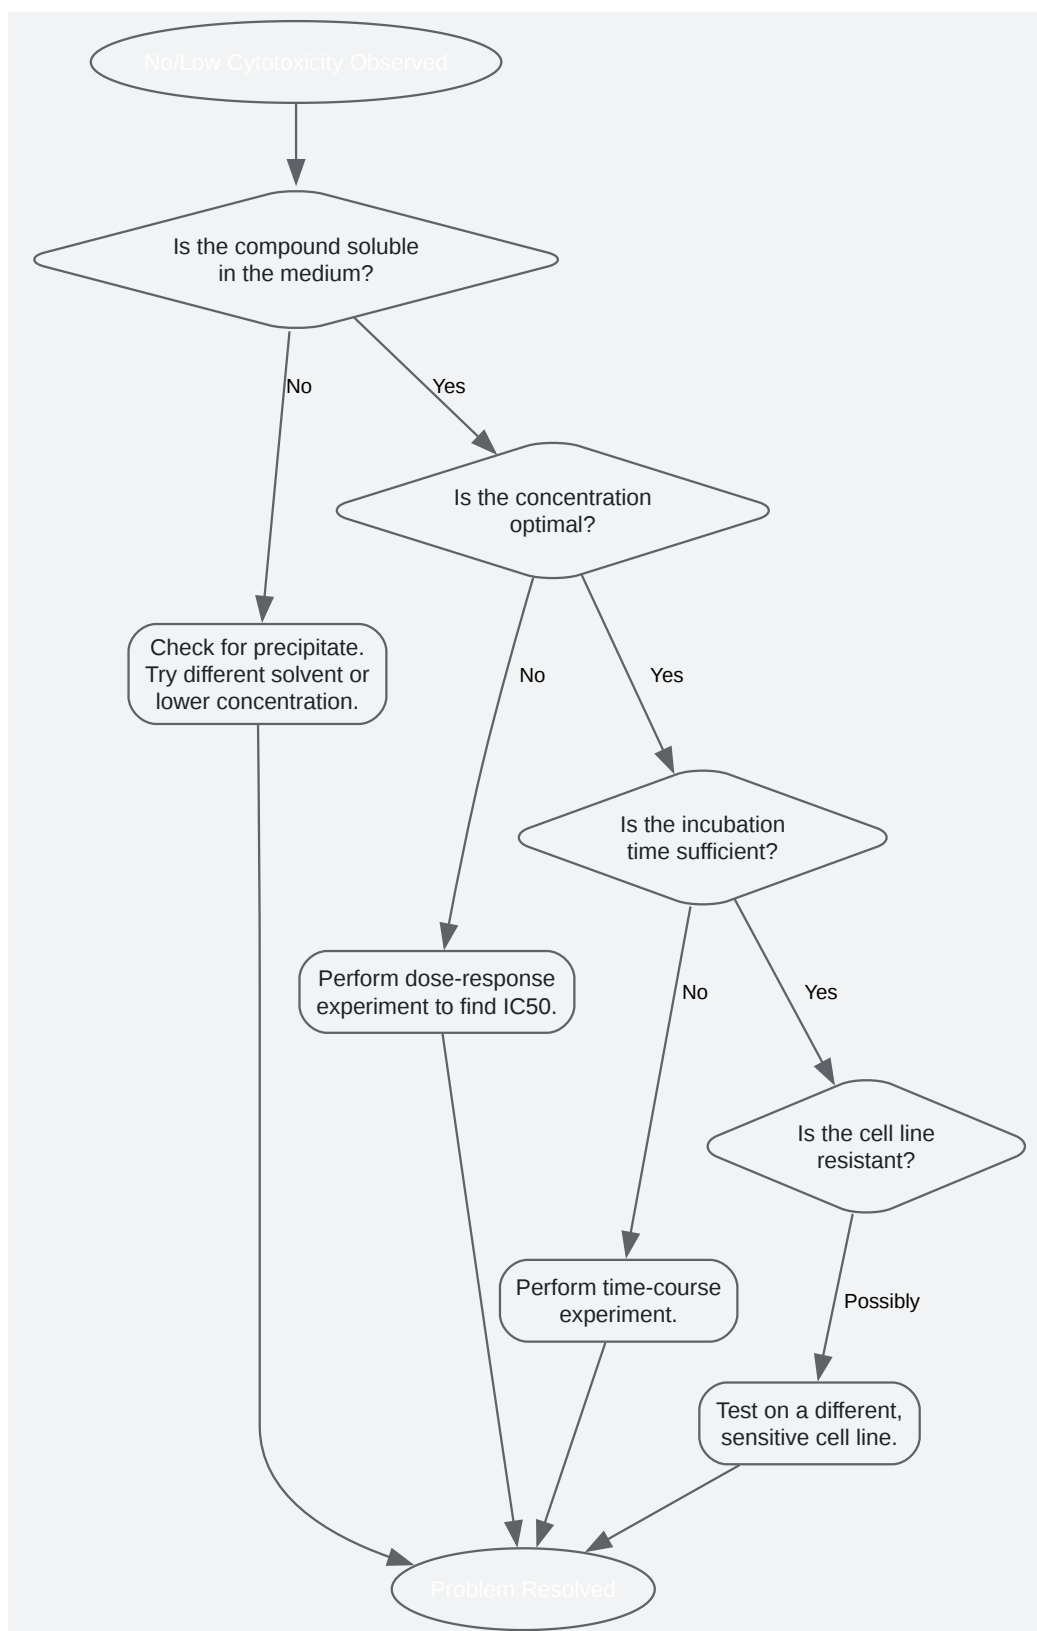 No/Low Cytotoxicity Observed
Is the compound soluble
in the medium?
No
Yes
Is the concentration
optimal?
Check for precipitate.
Try different solvent or
lower concentration.
No
Yes
Is the incubation
time sufficient?
Perform dose-response
experiment to find IC50.
No
Yes
Is the cell line
resistant?
Perform time-course
experiment.
Possibly
Test on a different,
sensitive cell line.
Problem Resolved